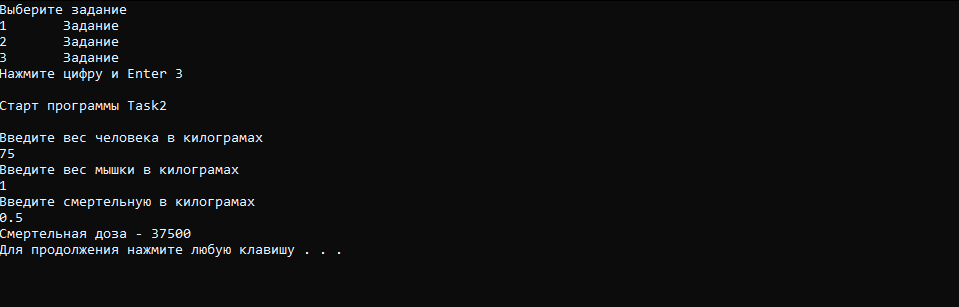 Выберите задание
1 Задание
2 Задание
3 Задание
Нажмите цифру и Enter 3
Старт программы Task2
Введите вес человека в килограмах
75
Введите вес мышки в килограмах
1
Введите смертельную в килограмах
0.5
Смертельная доза - 37500
Для продолжения нажмите любую клавишу . . .